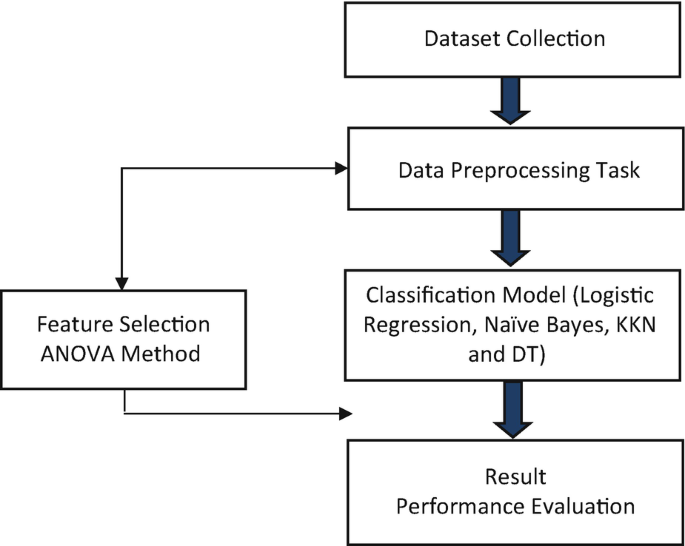 Dataset Collection
Data Preprocessing Task
Feature Selection
ANOVA Method
Classification Model (Logistic
Regression, Naïve Bayes, KKN
and DT)
Result
Performance Evaluation